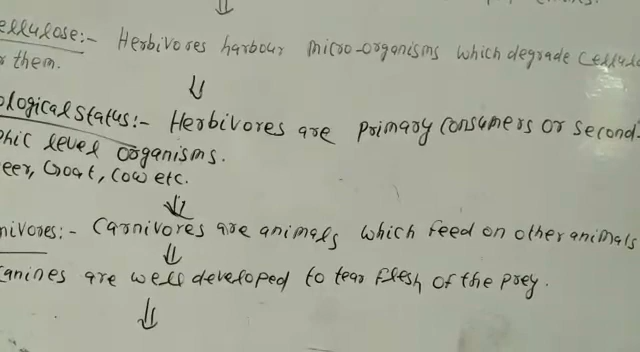 ellulose:- Herbivores harbour micro-organisms which degrade cellulo
them.
ological status:- Herbivores are primary consumers or second
phic level organisms.
eer, Goat, Cow etc.
nivores:- Carnivores are animals which feed on other animals
Canines are well developed to tear flesh of the prey.